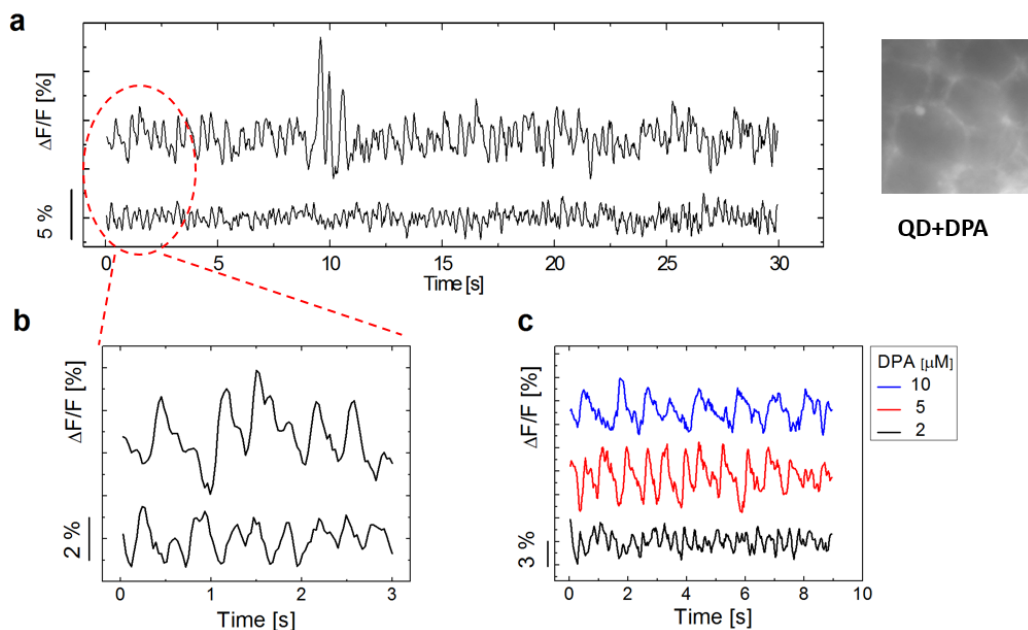 a
ΔF/F [%]
5 %
0
5
10
15
20
25
30
Time [s]
QD+DPA
b
ΔF/F [%]
2 %
0
1
2
3
Time [s]
c
ΔF/F [%]
3 %
0
2
4
6
8
10
Time [s]
DPA [μM]
10
5
2